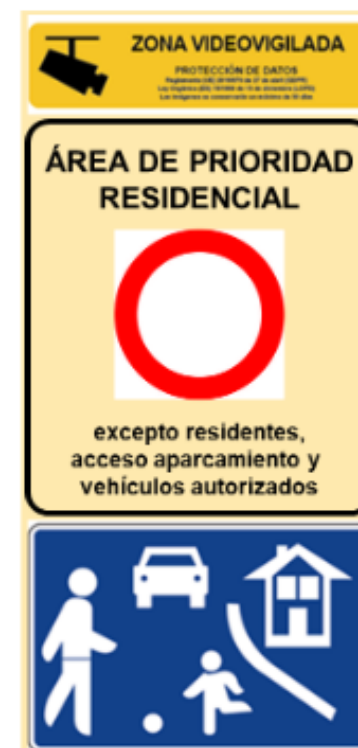 ZONA VIDEOVIGILADA
PROTECCIÓN DE DATOS
ÁREA DE PRIORIDAD
RESIDENCIAL
excepto residentes,
acceso aparcamiento y
vehículos autorizados